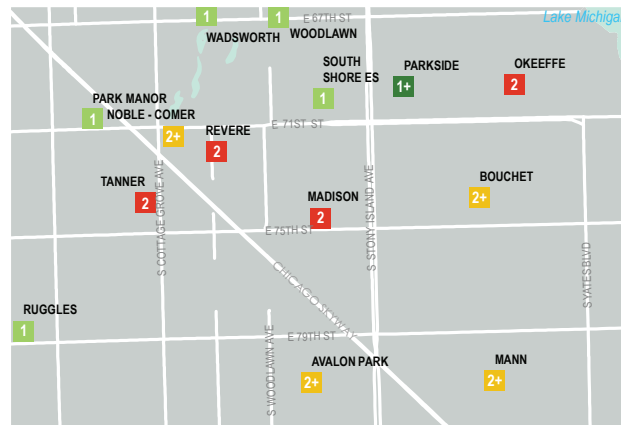 E 67TH ST
Lake Michigan
1
1
WADSWORTH
WOODLAWN
SOUTH
SHORE ES
1
PARKSIDE
1+
OKEEFFE
2
PARK MANOR
1
NOBLE - COMER
2+
REVERE
2
E 71ST ST
TANNER
2
S COTTAGE GROVE AVE
MADISON
2
S STONY ISLAND AVE
BOUCHET
2+
E 75TH ST
S YATES BLVD
CHICAGO SKYWAY
RUGGLES
1
S WOODLAWN AVE
E 79TH ST
AVALON PARK
2+
MANN
2+